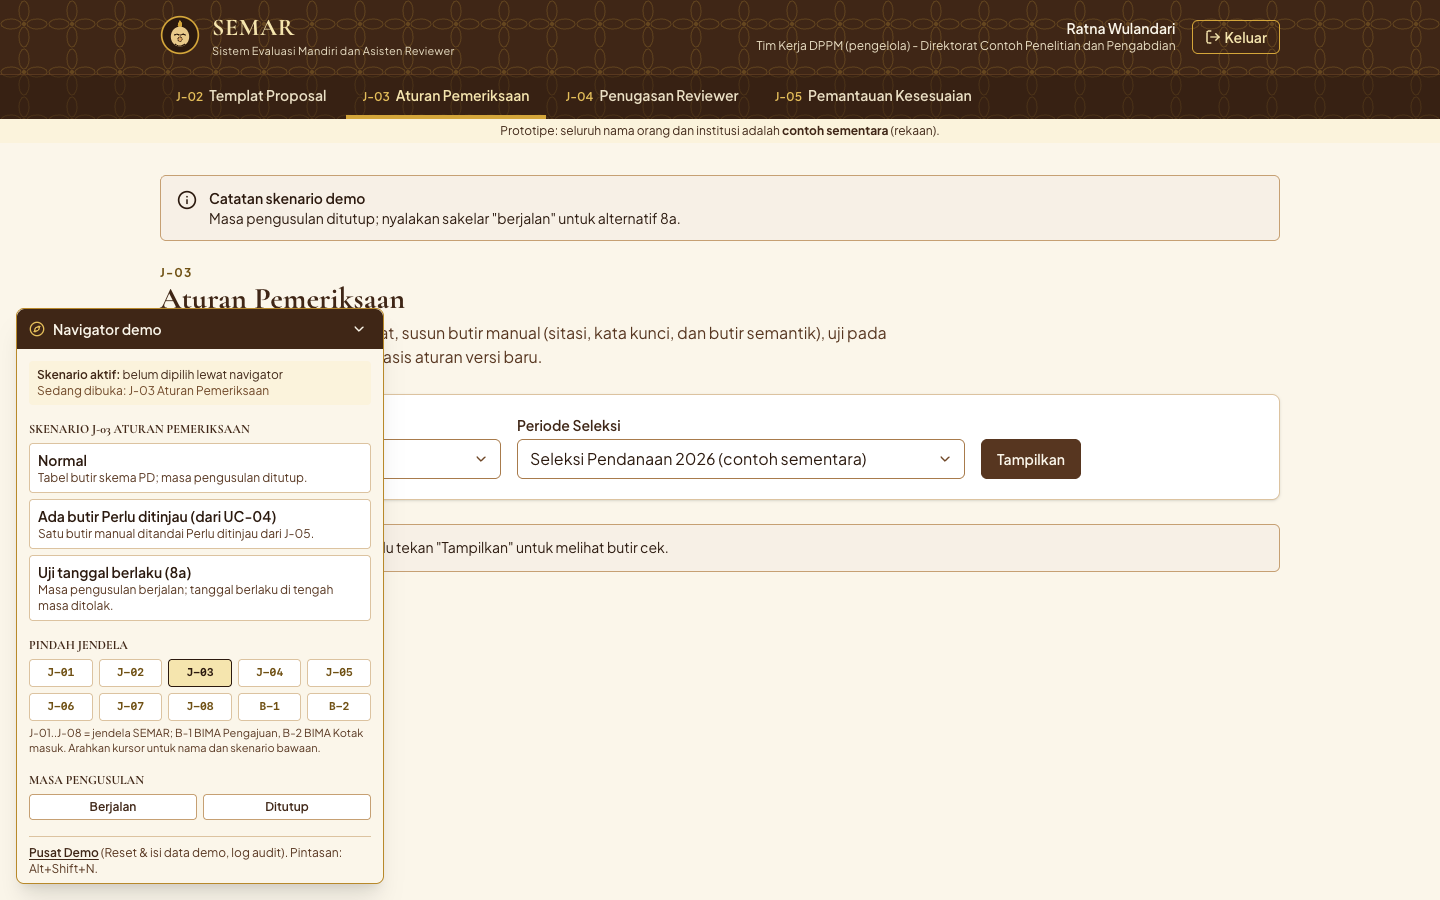 SEMAR
Sistem Evaluasi Mandiri dan Asisten Reviewer
Ratna Wulandari
Tim Kerja DPPM (pengelola) - Direktorat Contoh Penelitian dan Pengabdian
Keluar
J-02 Templat Proposal
J-03 Aturan Pemeriksaan
J-04 Penugasan Reviewer
J-05 Pemantauan Kesesuaian
Prototipe: seluruh nama orang dan institusi adalah contoh sementara (rekaan).
Catatan skenario demo
Masa pengusulan ditutup; nyalakan sakelar "berjalan" untuk alternatif 8a.
J-03
Aturan Pemeriksaan
at, susun butir manual (sitasi, kata kunci, dan butir semantik), uji pada
asis aturan versi baru.
Periode Seleksi
Seleksi Pendanaan 2026 (contoh sementara)
Tampilkan
lu tekan "Tampilkan" untuk melihat butir cek.
Navigator demo
Skenario aktif: belum dipilih lewat navigator
Sedang dibuka: J-03 Aturan Pemeriksaan
SKENARIO J-03 ATURAN PEMERIKSAAN
Normal
Tabel butir skema PD; masa pengusulan ditutup.
Ada butir Perlu ditinjau (dari UC-04)
Satu butir manual ditandai Perlu ditinjau dari J-05.
Uji tanggal berlaku (8a)
Masa pengusulan berjalan; tanggal berlaku di tengah
masa ditolak.
PINDAH JENDELA
J-01 J-02 J-03 J-04 J-05
J-06 J-07 J-08 B-1 B-2
J-01..J-08 = jendela SEMAR; B-1 BIMA Pengajuan, B-2 BIMA Kotak
masuk. Arahkan kursor untuk nama dan skenario bawaan.
MASA PENGUSULAN
Berjalan
Ditutup
Pusat Demo (Reset & isi data demo, log audit). Pintasan:
Alt+Shift+N.